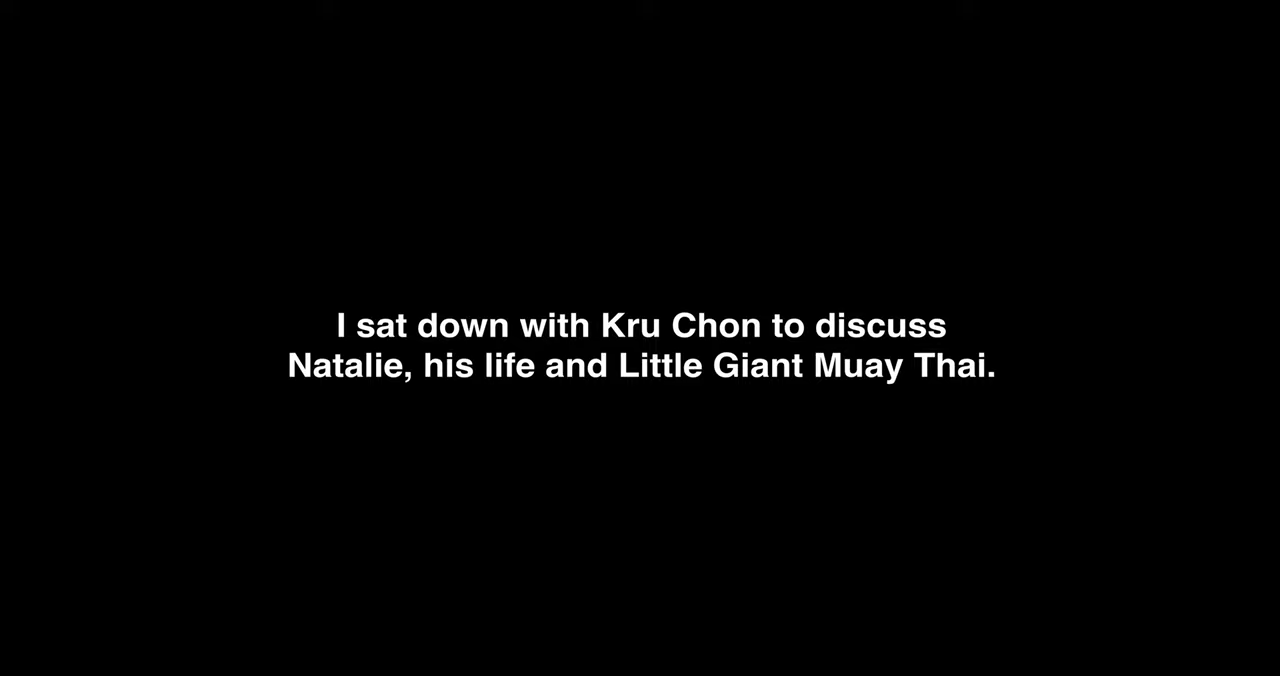 I sat down with Kru Chon to discuss
Natalie, his life and Little Giant Muay Thai.